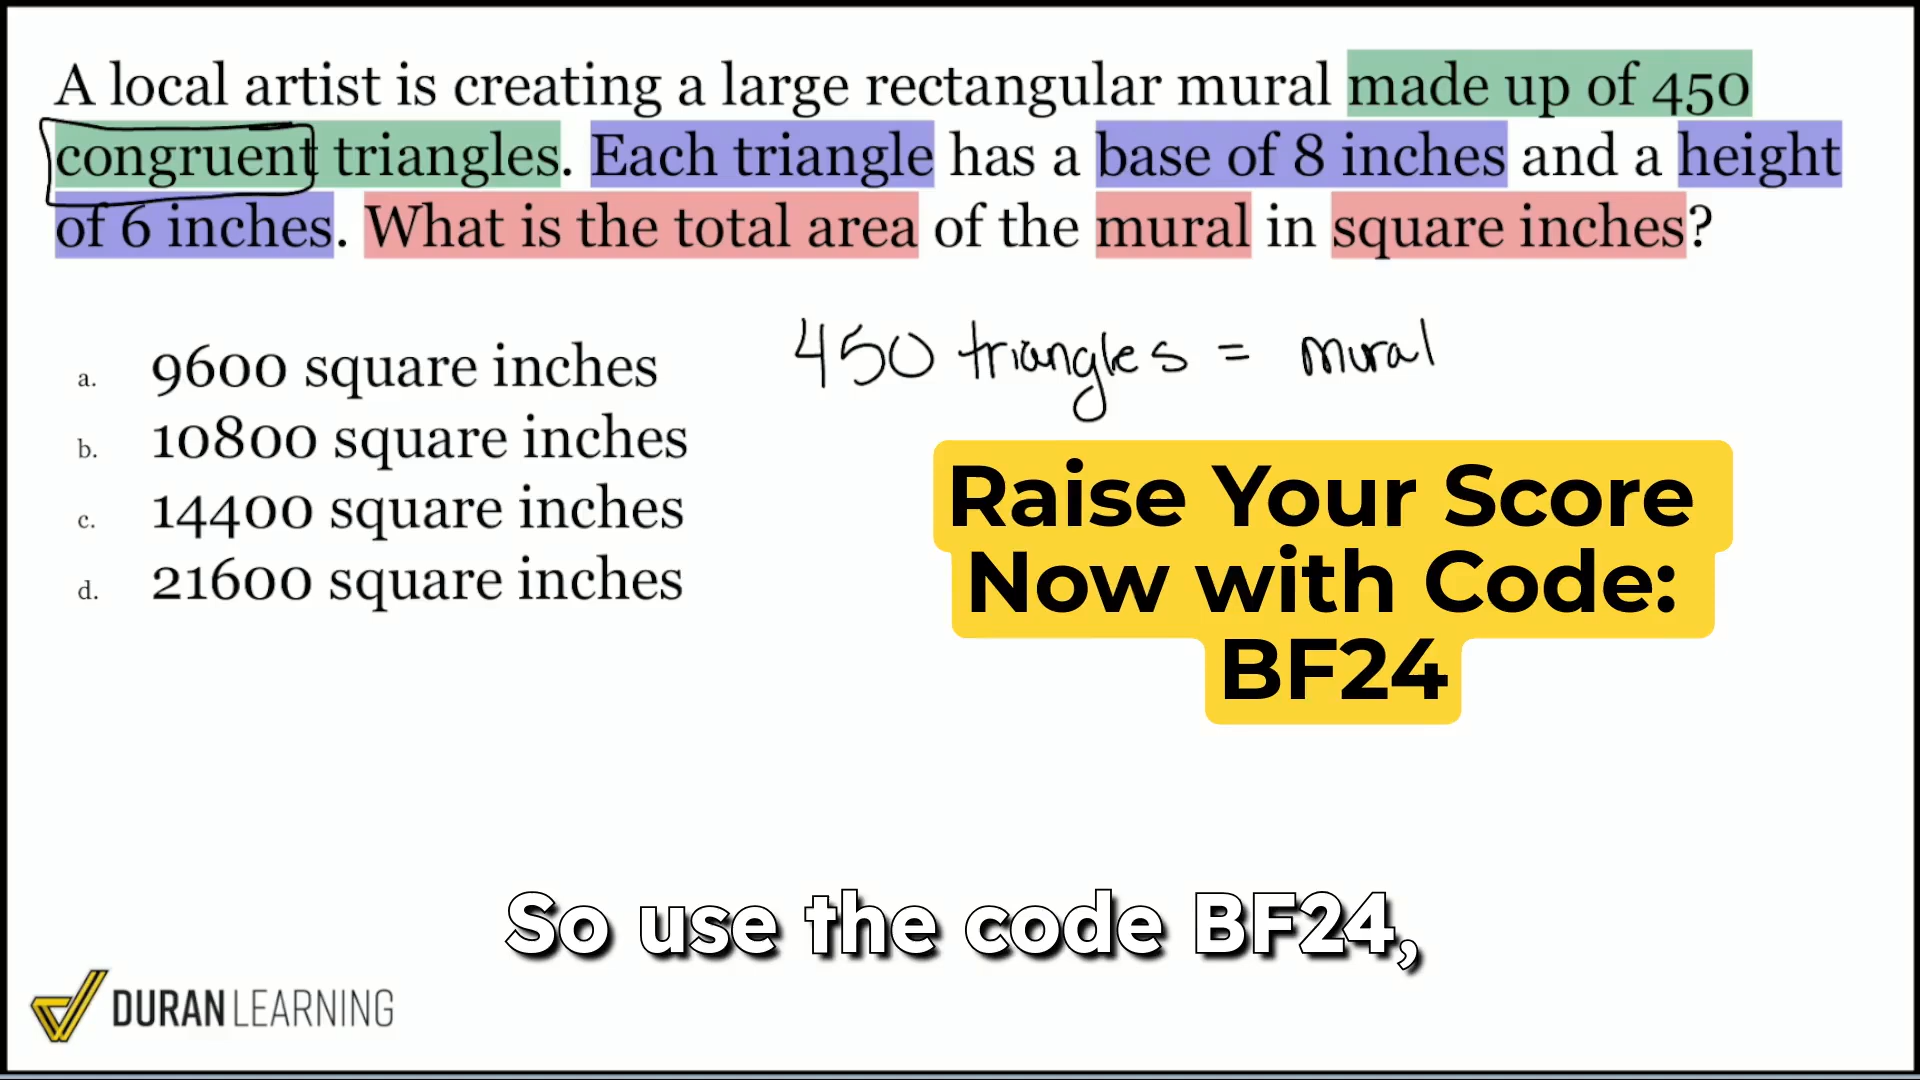 A local artist is creating a large rectangular mural made up of 450
congruent triangles. Each triangle has a base of 8 inches and a height
of 6 inches. What is the total area of the mural in square inches?
a. 9600 square inches
b. 10800 square inches
c. 14400 square inches
d. 21600 square inches
450 triangles = mural
Raise Your Score
Now with Code:
BF24
So use the code BF24,
DURAN LEARNING